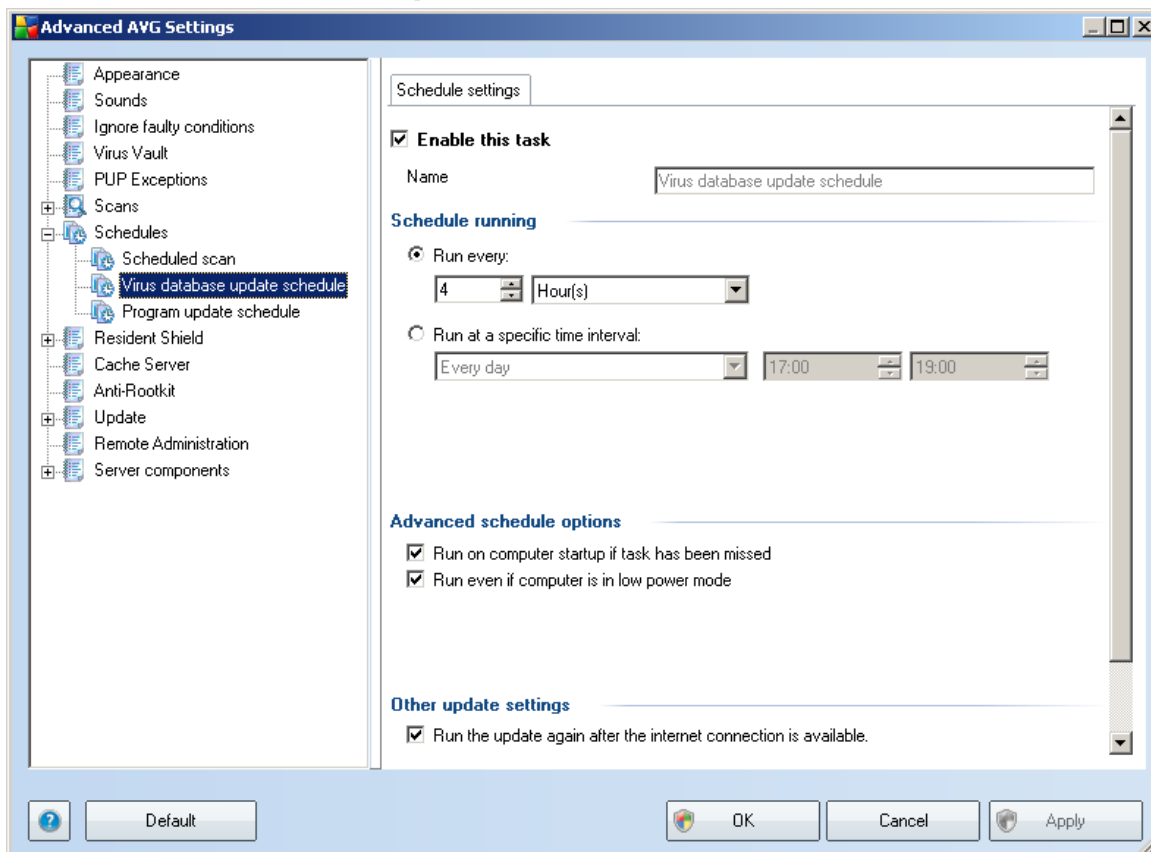 Advanced AVG Settings
Appearance
Sounds
Ignore faulty conditions
Virus Vault
PUP Exceptions
Scans
Schedules
Scheduled scan
Virus database update schedule
Program update schedule
Resident Shield
Cache Server
Anti-Rootkit
Update
Remote Administration
Server components
Schedule settings
Enable this task
Name Virus database update schedule
Schedule running
Run every:
4 Hour(s)
Run at a specific time interval:
Every day 17:00 19:00
Advanced schedule options
Run on computer startup if task has been missed
Run even if computer is in low power mode
Other update settings
Run the update again after the internet connection is available.
? Default OK Cancel Apply